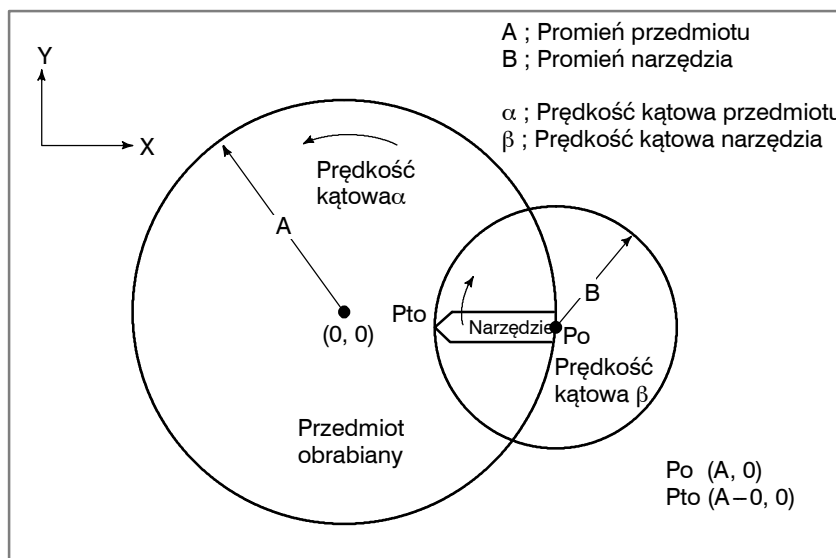 A ; Promień przedmiotu
B ; Promień narzędzia
α ; Prędkość kątowa przedmiotu
β ; Prędkość kątowa narzędzia
Y
X
Prędkość
kątowaα
A
(0, 0)
Pto
B
Narzędzie
Po
Prędkość
kątowa β
Przedmiot
obrabiany
Po (A, 0)
Pto (A−0, 0)